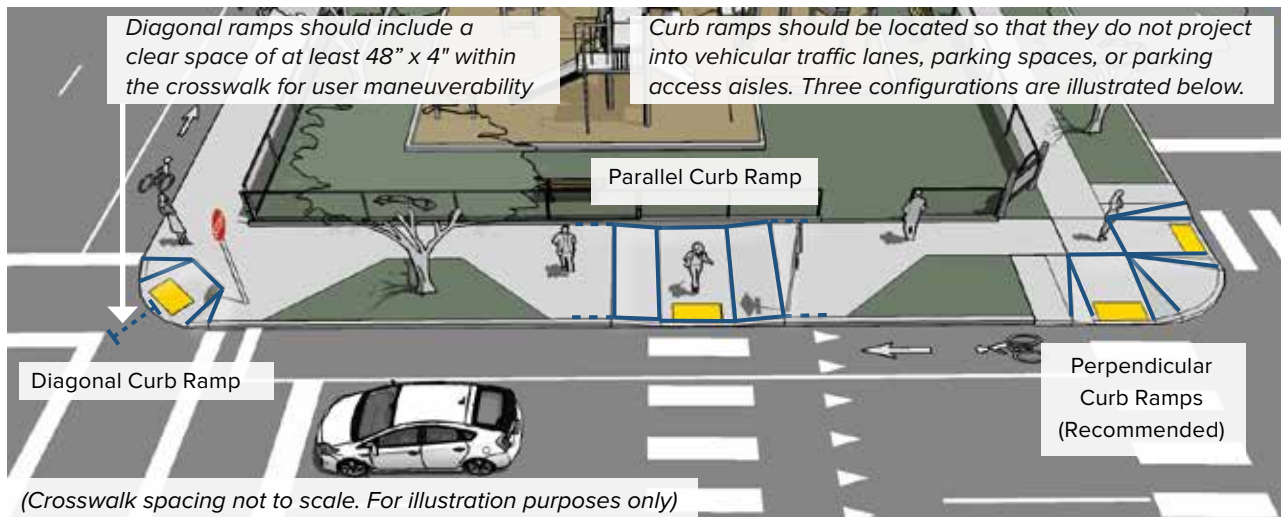 Diagonal ramps should include a
clear space of at least 48” x 4" within
the crosswalk for user maneuverability
Curb ramps should be located so that they do not project
into vehicular traffic lanes, parking spaces, or parking
access aisles. Three configurations are illustrated below.
Parallel Curb Ramp
Diagonal Curb Ramp
Perpendicular
Curb Ramps
(Recommended)
(Crosswalk spacing not to scale. For illustration purposes only)